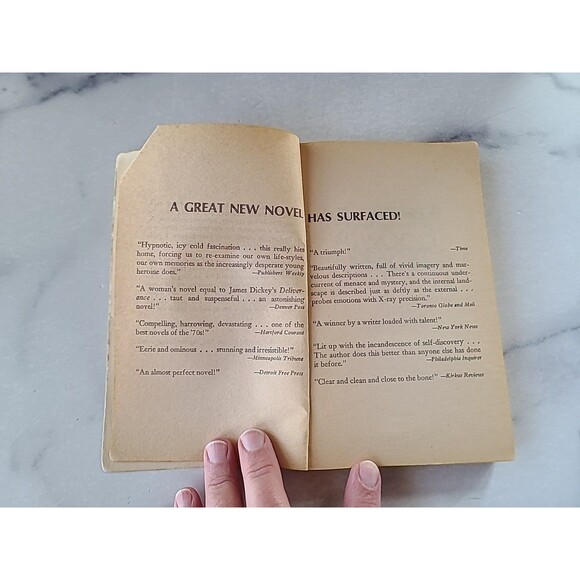 A GREAT NEW NOVEL HAS SURFACED!
"Hypnotic, icy cold fascination . . . this really hits
home, forcing us to re-examine our own life-styles,
our own memories as the increasingly desperate young
heroine does." —Publishers Weekly
"A woman's novel equal to James Dickey's Deliver-
ance . . . taut and suspenseful . . . an astonishing
novel!" —Denver Post
"Compelling, harrowing, devastating . . . one of the
best novels of the '70s!" —Hartford Courant
"Eerie and ominous . . . stunning and irresistible!"
—Minneapolis Tribune
"An almost perfect novel!" —Detroit Free Press
"A triumph!" —Time
"Beautifully written, full of vivid imagery and mar-
velous descriptions . . . There's a continuous under-
current of menace and mystery, and the internal land-
scape is described just as deftly as the external . . .
probes emotions with X-ray precision."
—Toronto Globe and Mail
"A winner by a writer loaded with talent!"
—New York News
"Lit up with the incandescence of self-discovery . . .
The author does this better than anyone else has done
it before." —Philadelphia Inquirer
"Clear and clean and close to the bone!" —Kirkus Reviews